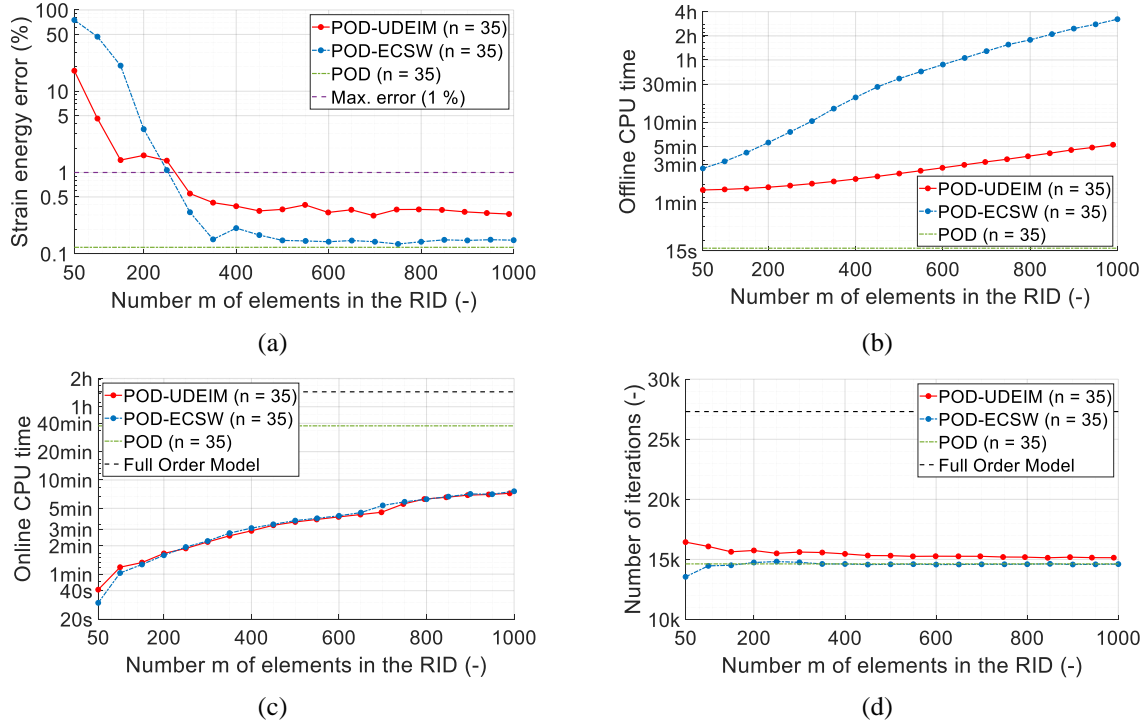 100
50
10
5
1
0.5
0.1
Strain energy error (%)
POD-UDEIM (n = 35)
POD-ECSW (n = 35)
POD (n = 35)
Max. error (1 %)
50 200 400 600 800 1000
Number m of elements in the RID (-)
(a)
4h
2h
1h
30min
10min
5min
3min
1min
15s
Offline CPU time
POD-UDEIM (n = 35)
POD-ECSW (n = 35)
POD (n = 35)
50 200 400 600 800 1000
Number m of elements in the RID (-)
(b)
2h
1h
40min
20min
10min
5min
3min
2min
1min
40s
20s
Online CPU time
POD-UDEIM (n = 35)
POD-ECSW (n = 35)
POD (n = 35)
Full Order Model
50 200 400 600 800 1000
Number m of elements in the RID (-)
(c)
30k
25k
20k
15k
10k
Number of iterations (-)
POD-UDEIM (n = 35)
POD-ECSW (n = 35)
POD (n = 35)
Full Order Model
50 200 400 600 800 1000
Number m of elements in the RID (-)
(d)